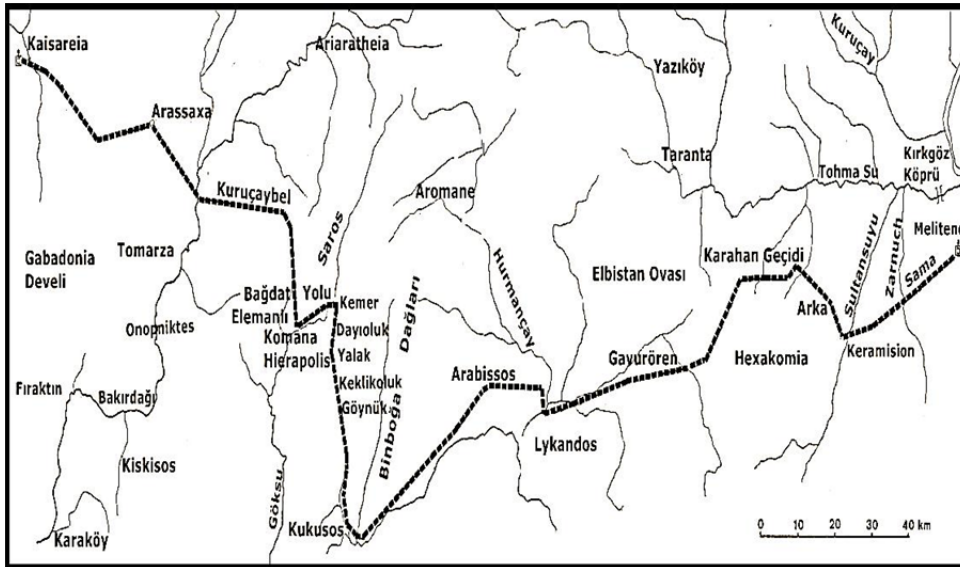 Kaisareia
Ariaratheia
Kuruçay
Arassaxa
Yazıköy
Taranta
Kırkgöz
Köprü
Tohma Su
Kuruçaybel
Aromane
Saros
Melitene
Tomarza
Gabadonia
Develi
Hurmançay
Elbistan Ovası
Karahan Geçidi
Sultansuyu
Zarnuch
Sama
Bağdat Yolu
Elemanlı
Kemer
Komana
Hierapolis
Dayıoluk
Dağları
Binboğa
Onopniktes
Arka
Yalak
Gavurören
Hexakomia
Keramision
Fıraktın
Bakırdağı
Keklikoluk
Göynük
Arabissos
Lykandos
Kiskisos
Göksu
Kukusos
Karaköy
0 10 20 30 40 km